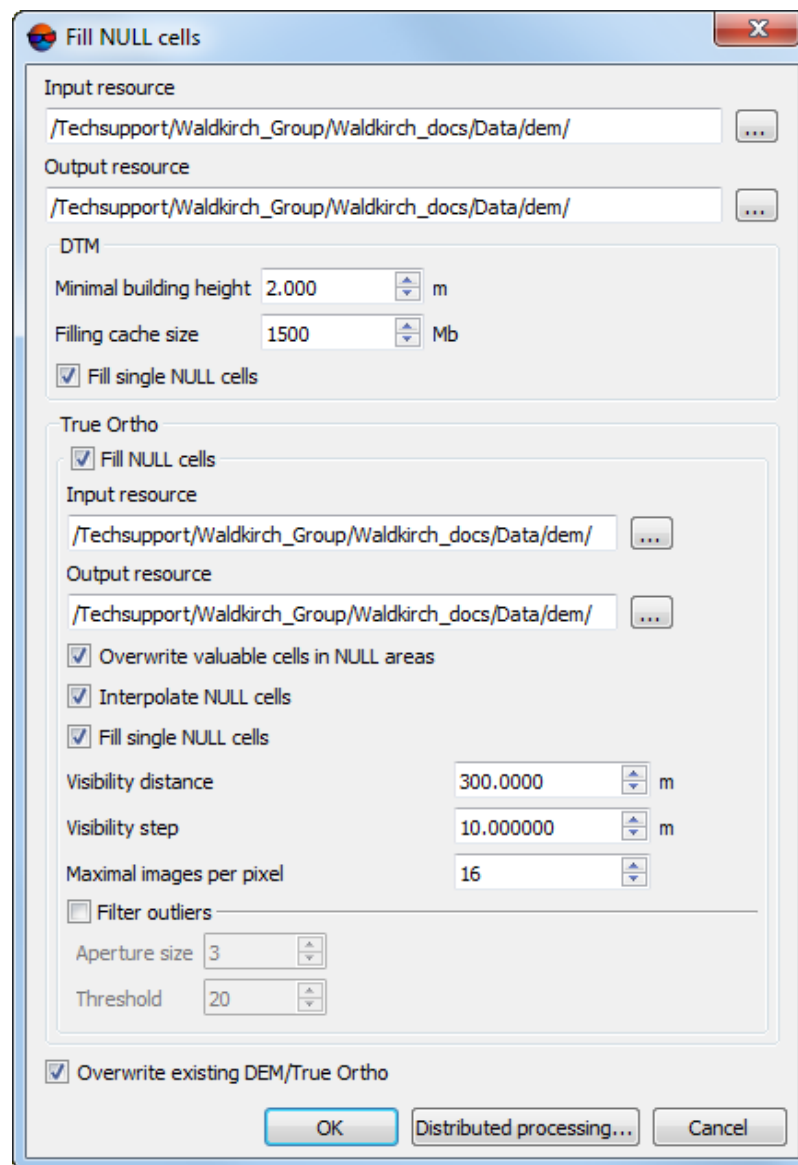 Fill NULL cells
Input resource
/Techsupport/Waldkirch_Group/Waldkirch_docs/Data/dem/ ...
Output resource
/Techsupport/Waldkirch_Group/Waldkirch_docs/Data/dem/ ...
DTM
Minimal building height 2.000 m
Filling cache size 1500 Mb
Fill single NULL cells
True Ortho
Fill NULL cells
Input resource
/Techsupport/Waldkirch_Group/Waldkirch_docs/Data/dem/ ...
Output resource
/Techsupport/Waldkirch_Group/Waldkirch_docs/Data/dem/ ...
Overwrite valuable cells in NULL areas
Interpolate NULL cells
Fill single NULL cells
Visibility distance 300.0000 m
Visibility step 10.000000 m
Maximal images per pixel 16
Filter outliers
Aperture size 3
Threshold 20
Overwrite existing DEM/True Ortho
OK Distributed processing... Cancel